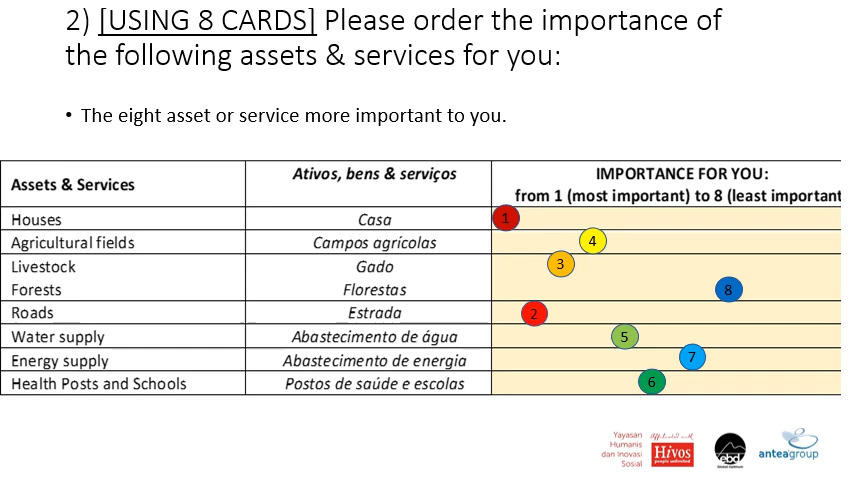 2) [USING 8 CARDS] Please order the importance of
the following assets & services for you:
• The eight asset or service more important to you.
Assets & Services Ativos, bens & serviços IMPORTANCE FOR YOU:
from 1 (most important) to 8 (least important
Houses Casa 1
Agricultural fields Campos agrícolas 4
Livestock Gado 3
Forests Florestas 8
Roads Estrada 2
Water supply Abastecimento de água 5
Energy supply Abastecimento de energia 7
Health Posts and Schools Postos de saúde e escolas 6
Yayasan
Humanis
dan Inovasi
Sosial
Hivos
people unlimited
ebd
Global Optimum
anteagroup